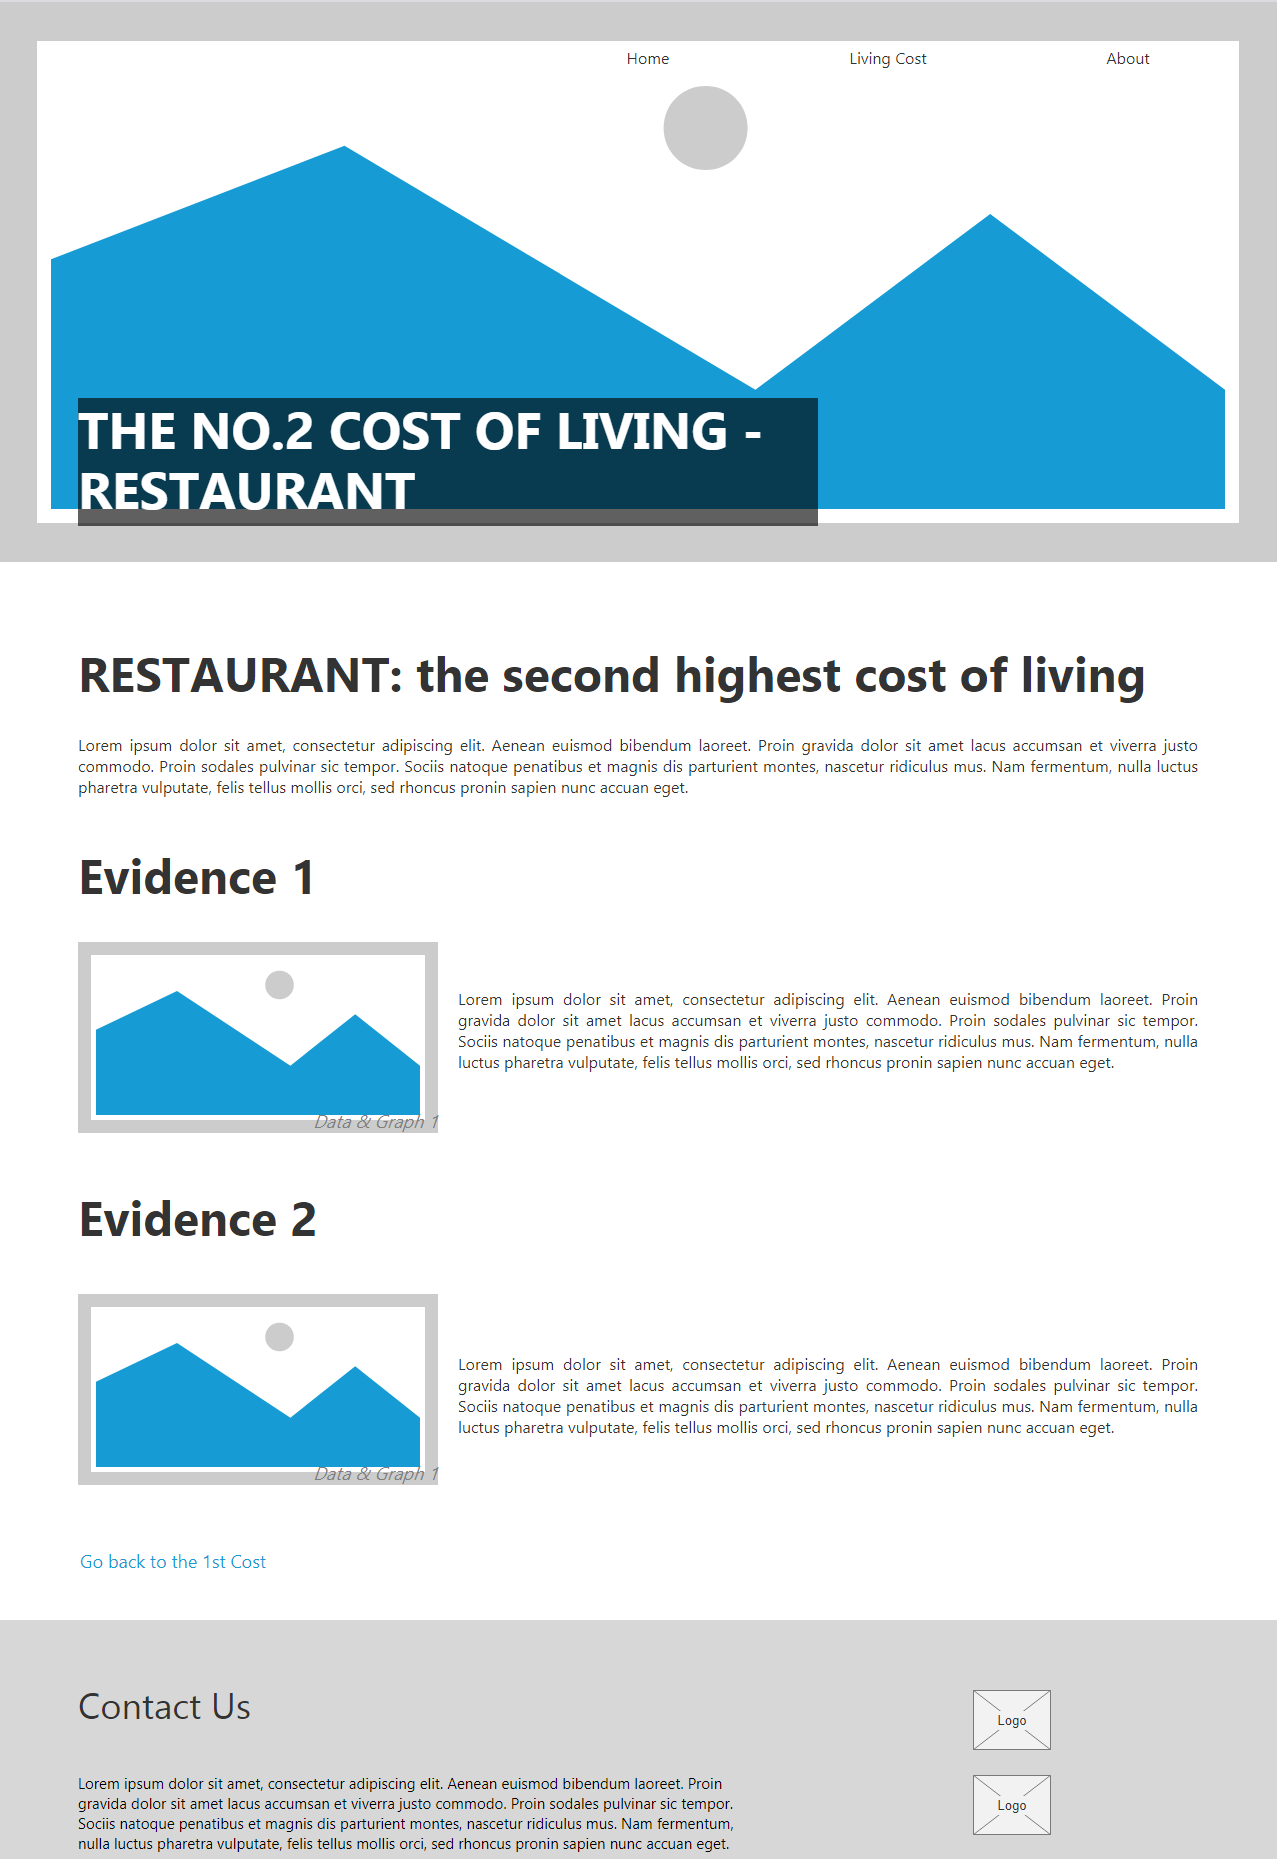 Home Living Cost About
THE NO.2 COST OF LIVING -
RESTAURANT
RESTAURANT: the second highest cost of living
Lorem ipsum dolor sit amet, consectetur adipiscing elit. Aenean euismod bibendum laoreet. Proin gravida dolor sit amet lacus accumsan et viverra justo
commodo. Proin sodales pulvinar sic tempor. Sociis natoque penatibus et magnis dis parturient montes, nascetur ridiculus mus. Nam fermentum, nulla luctus
pharetra vulputate, felis tellus mollis orci, sed rhoncus pronin sapien nunc accuan eget.
Evidence 1
Lorem ipsum dolor sit amet, consectetur adipiscing elit. Aenean euismod bibendum laoreet. Proin
gravida dolor sit amet lacus accumsan et viverra justo commodo. Proin sodales pulvinar sic tempor.
Sociis natoque penatibus et magnis dis parturient montes, nascetur ridiculus mus. Nam fermentum, nulla
luctus pharetra vulputate, felis tellus mollis orci, sed rhoncus pronin sapien nunc accuan eget.
Data & Graph 1
Evidence 2
Lorem ipsum dolor sit amet, consectetur adipiscing elit. Aenean euismod bibendum laoreet. Proin
gravida dolor sit amet lacus accumsan et viverra justo commodo. Proin sodales pulvinar sic tempor.
Sociis natoque penatibus et magnis dis parturient montes, nascetur ridiculus mus. Nam fermentum, nulla
luctus pharetra vulputate, felis tellus mollis orci, sed rhoncus pronin sapien nunc accuan eget.
Data & Graph 1
Go back to the 1st Cost
Contact Us
Logo
Lorem ipsum dolor sit amet, consectetur adipiscing elit. Aenean euismod bibendum laoreet. Proin
gravida dolor sit amet lacus accumsan et viverra justo commodo. Proin sodales pulvinar sic tempor.
Sociis natoque penatibus et magnis dis parturient montes, nascetur ridiculus mus. Nam fermentum,
nulla luctus pharetra vulputate, felis tellus mollis orci, sed rhoncus pronin sapien nunc accuan eget.
Logo